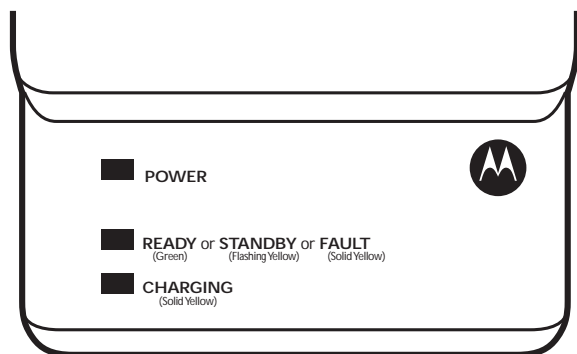 POWER
READY or STANDBY or FAULT
(Green) (Flashing Yellow) (Solid Yellow)
CHARGING
(Solid Yellow)